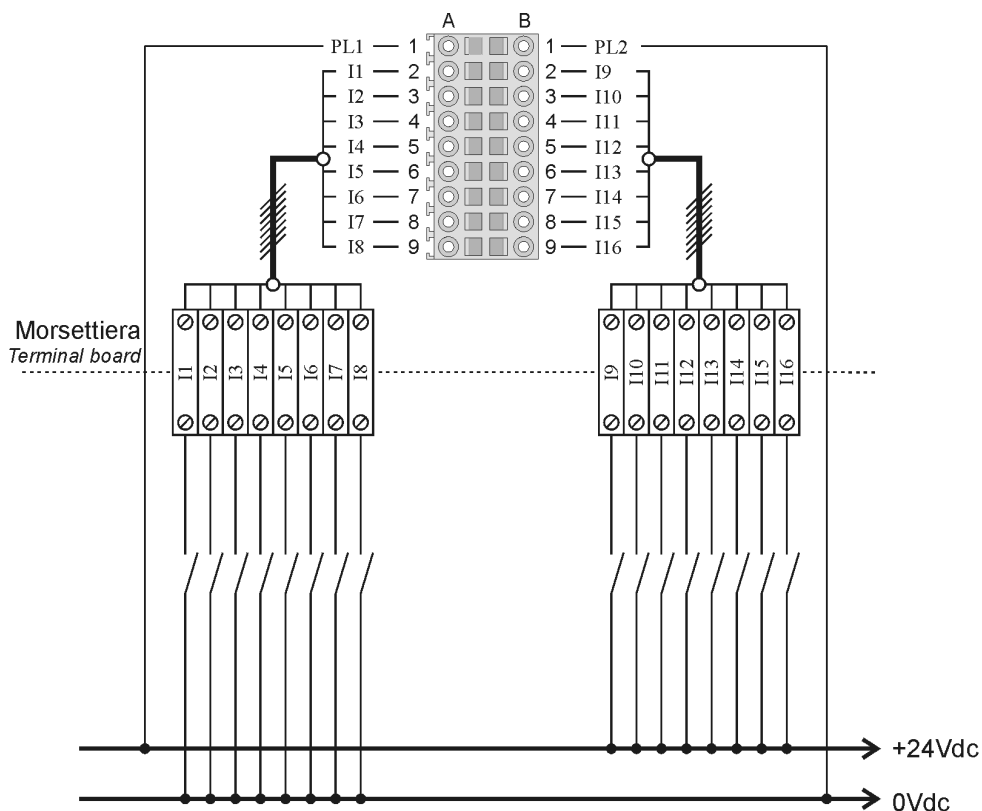 A B
PL1 1 1 PL2
I1 2 2 I9
I2 3 3 I10
I3 4 4 I11
I4 5 5 I12
I5 6 6 I13
I6 7 7 I14
I7 8 8 I15
I8 9 9 I16
Morsettiera
Terminal board
I1 I2 I3 I4 I5 I6 I7 I8 I9 I10 I11 I12 I13 I14 I15 I16
+24Vdc
0Vdc